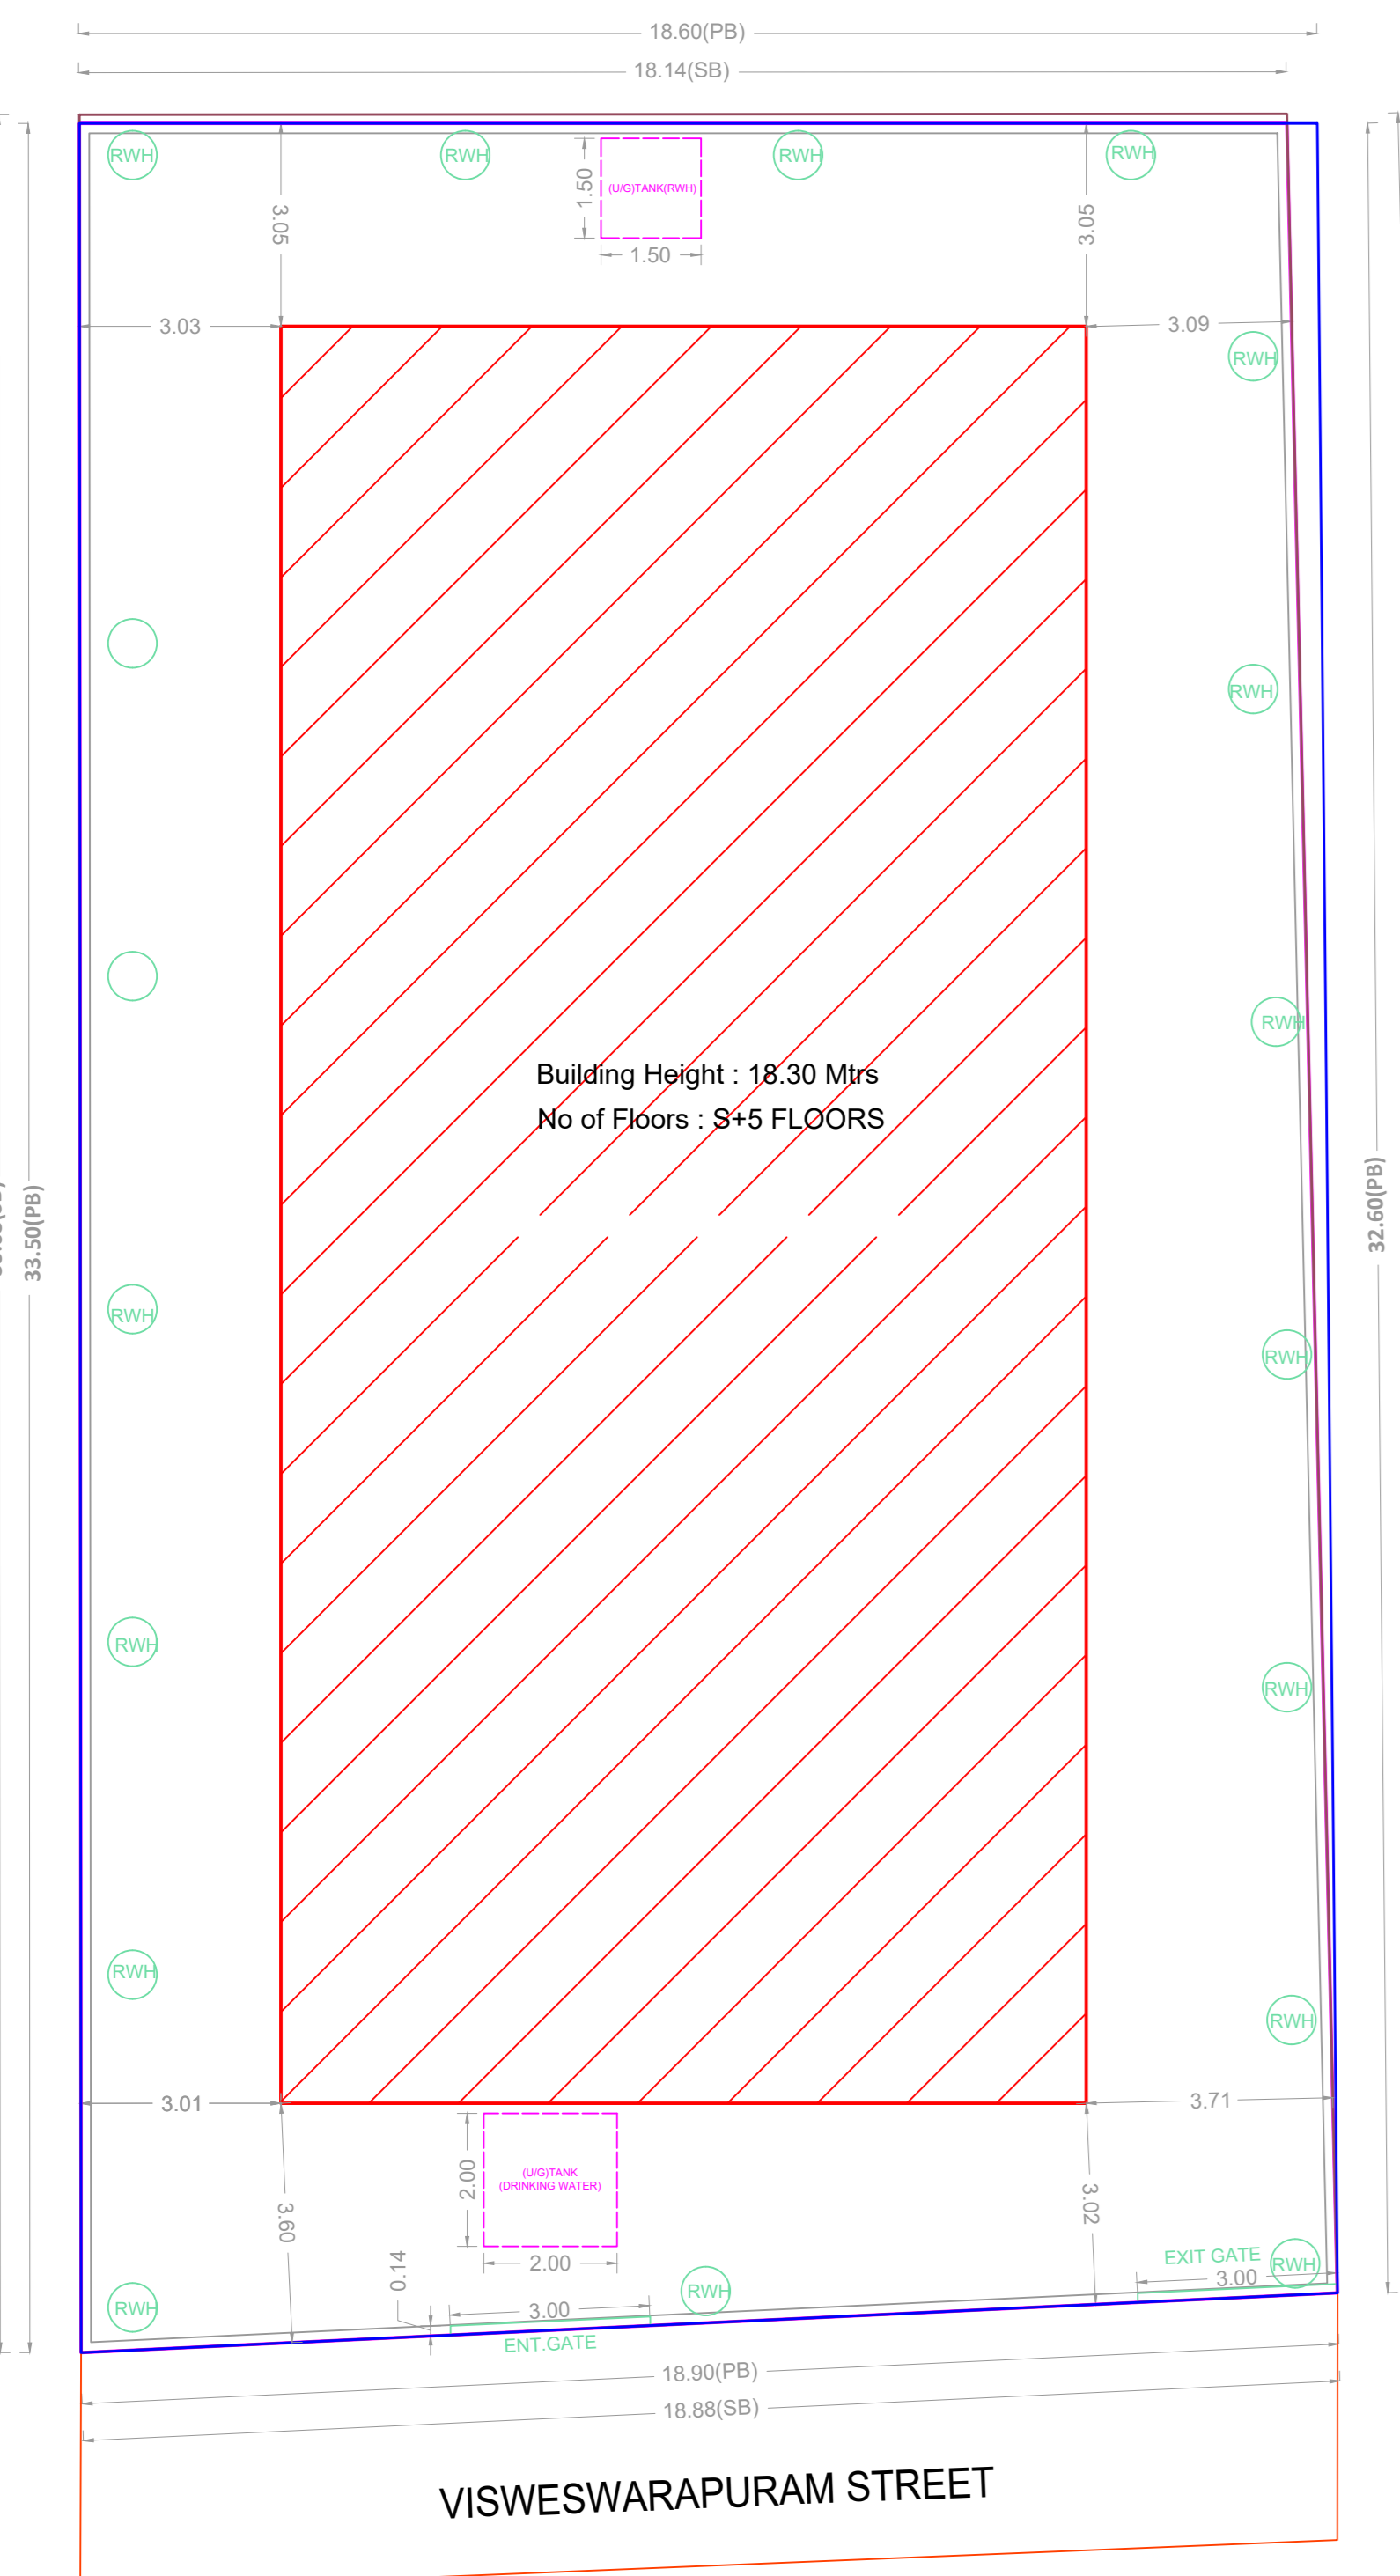 18.60(PB)
18.14(SB)
RWH
RWH
RWH
RWH
1.50
(U/G)TANK(RWH)
1.50
3.05
3.05
3.03
3.09
RWH
RWH
RWH
Building Height : 18.30 Mtrs
No of Floors : S+5 FLOORS
33.50(PB)
32.60(PB)
RWH
RWH
RWH
RWH
RWH
RWH
3.01
3.71
2.00
(U/G)TANK
(DRINKING WATER)
2.00
3.60
3.02
0.14
EXIT GATE
RWH
3.00
RWH
RWH
3.00
ENT.GATE
18.90(PB)
18.88(SB)
VISWESWARAPURAM STREET